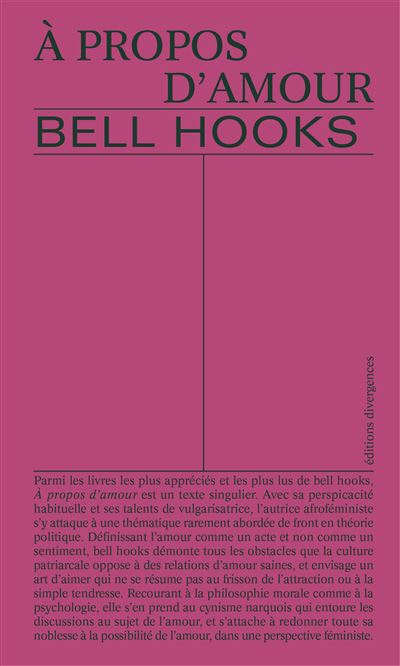 À PROPOS
D’AMOUR
BELL HOOKS
éditions divergences
Parmi les livres les plus appréciés et les plus lus de bell hooks,
À propos d’amour est un texte singulier. Avec sa perspicacité
habituelle et ses talents de vulgarisatrice, l’autrice afroféministe
s’y attaque à une thématique rarement abordée de front en théorie
politique. Définissant l’amour comme un acte et non comme un
sentiment, bell hooks démonte tous les obstacles que la culture
patriarcale oppose à des relations d’amour saines, et envisage un
art d’aimer qui ne se résume pas au frisson de l’attraction ou à la
simple tendresse. Recourant à la philosophie morale comme à la
psychologie, elle s’en prend au cynisme narquois qui entoure les
discussions au sujet de l’amour, et s’attache à redonner toute sa
noblesse à la possibilité de l’amour, dans une perspective féministe.